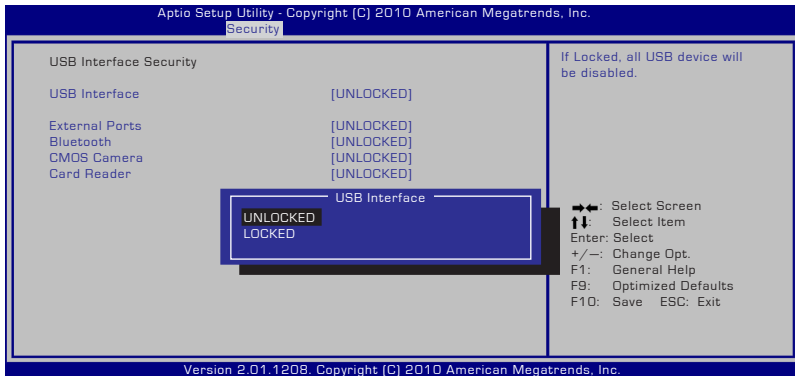 Aptio Setup Utility - Copyright (C) 2010 American Megatrends, Inc.
Security
USB Interface Security
USB Interface [UNLOCKED]
External Ports [UNLOCKED]
Bluetooth [UNLOCKED]
CMOS Camera [UNLOCKED]
Card Reader [UNLOCKED]
USB Interface
UNLOCKED
LOCKED
If Locked, all USB device will
be disabled.
→←: Select Screen
↑↓: Select Item
Enter: Select
+/—: Change Opt.
F1: General Help
F9: Optimized Defaults
F10: Save ESC: Exit
Version 2.01.1208. Copyright (C) 2010 American Megatrends, Inc.